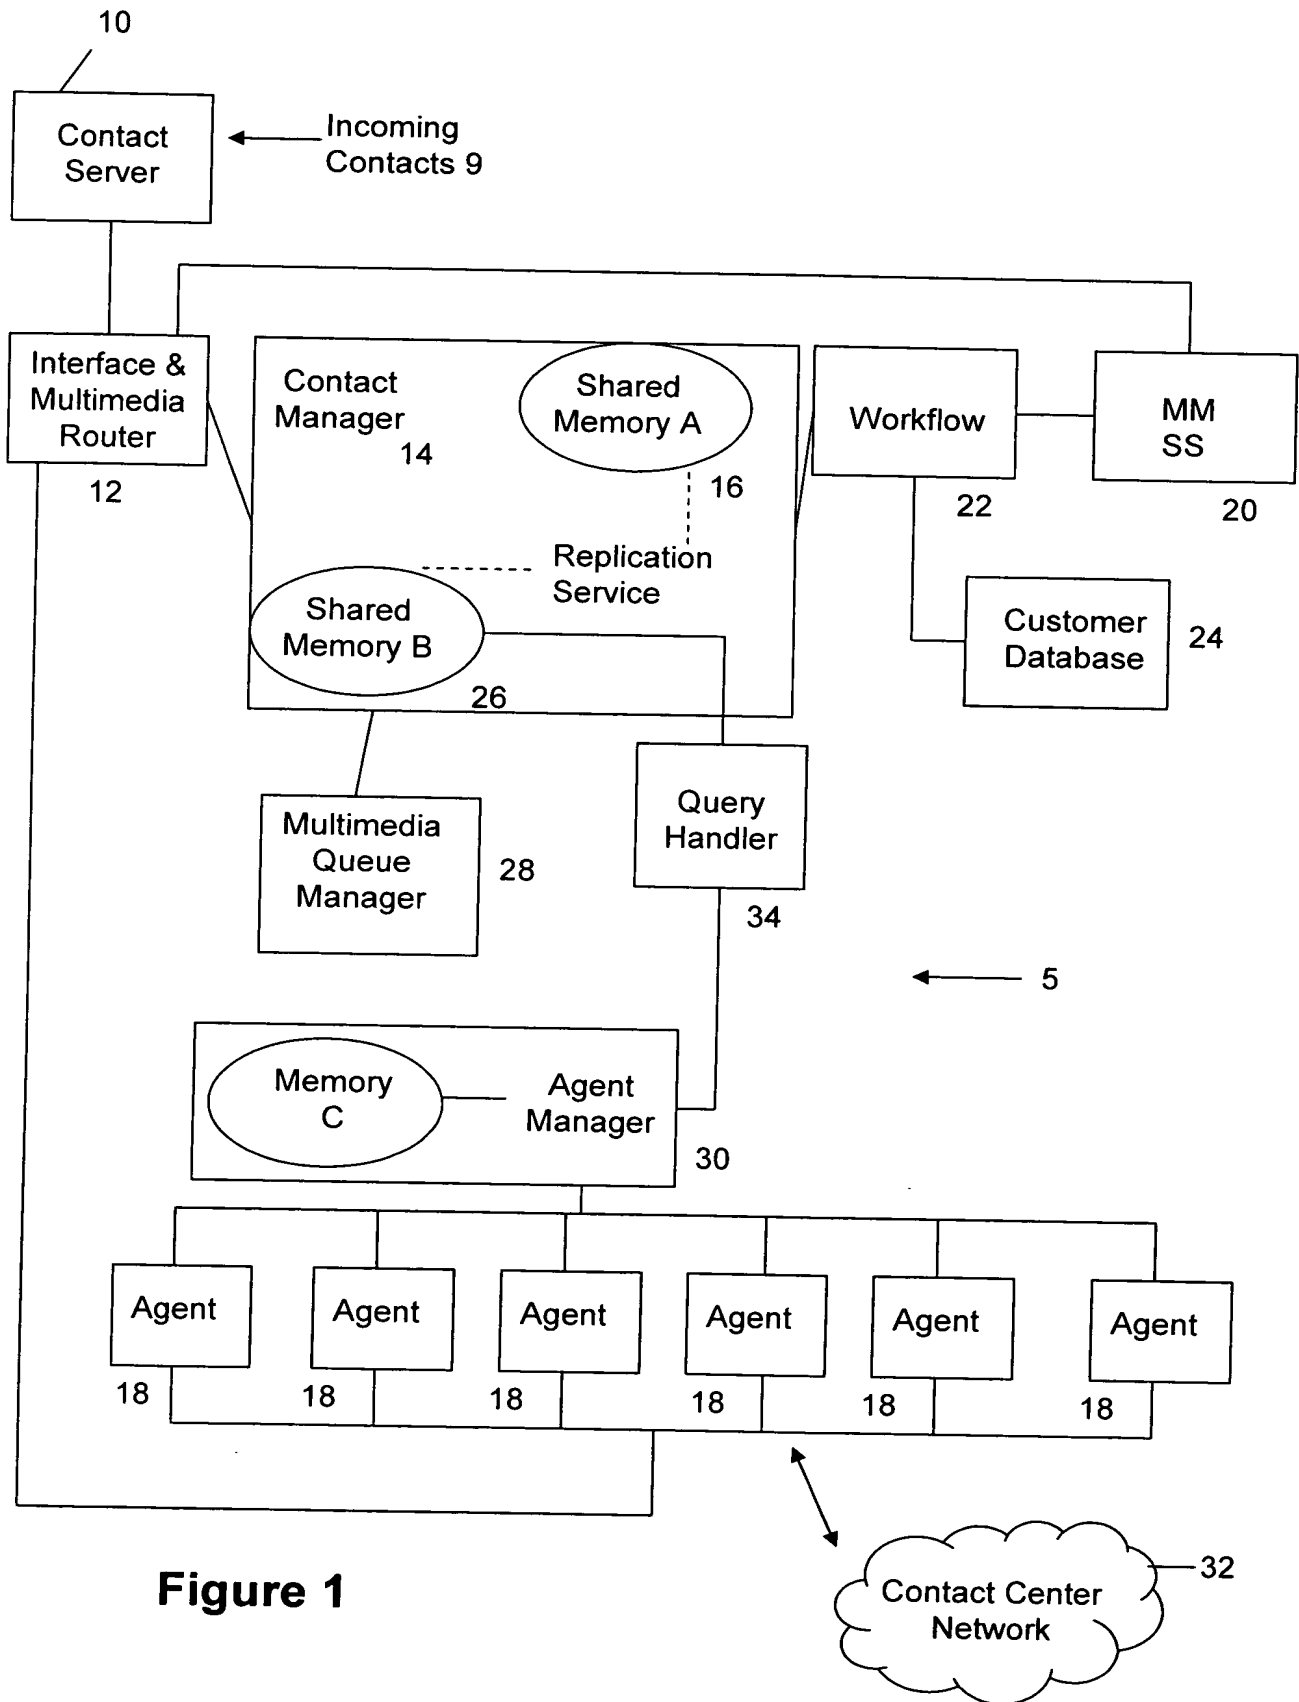 10
Contact
Server
Incoming
Contacts 9
Interface &
Multimedia
Router
12
Contact
Manager
14
Shared
Memory A
16
Replication
Service
Shared
Memory B
26
Workflow
22
MM
SS
20
Customer
Database
24
Multimedia
Queue
Manager
28
Query
Handler
34
5
Memory
C
Agent
Manager
30
Agent
Agent
Agent
Agent
Agent
Agent
18
18
18
18
18
18
32
Contact Center
Network
Figure 1